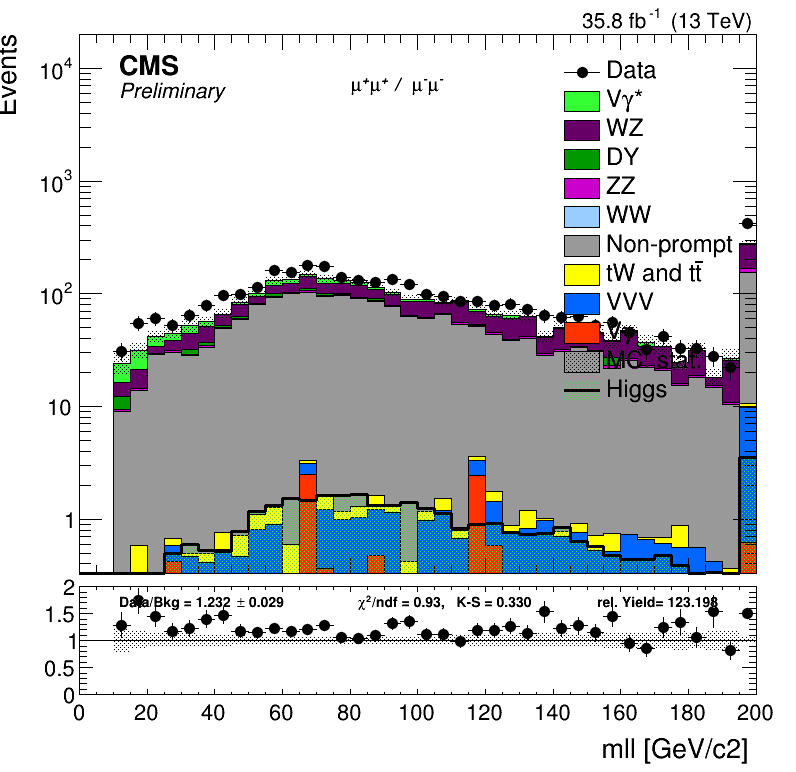 35.8 fb⁻¹ (13 TeV)
Events
CMS
Preliminary
μ⁺μ⁺ / μ⁻μ⁻
Data
Vγ*
WZ
DY
ZZ
WW
Non-prompt
tW and tt̄
VVV
MC stat.
Higgs
10⁴
10³
10²
10
1
Data/Bkg = 1.232 ± 0.029
χ²/ndf = 0.93, K-S = 0.330
rel. Yield= 123.198
2
1.5
1
0.5
0
0 20 40 60 80 100 120 140 160 180 200
mll [GeV/c2]